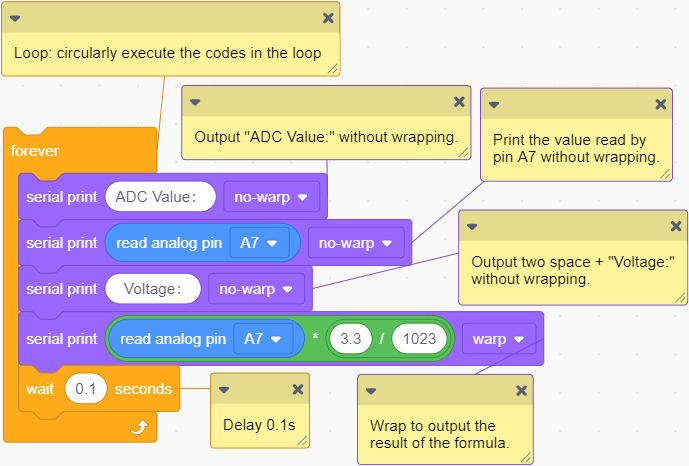 Loop: circularly execute the codes in the loop
Output "ADC Value:" without wrapping.
Print the value read by
pin A7 without wrapping.
forever
serial print ADC Value: no-warp
serial print read analog pin A7 no-warp
Output two space + "Voltage:"
without wrapping.
serial print Voltage: no-warp
serial print read analog pin A7 * 3.3 / 1023 warp
wait 0.1 seconds
Delay 0.1s
Wrap to output the
result of the formula.